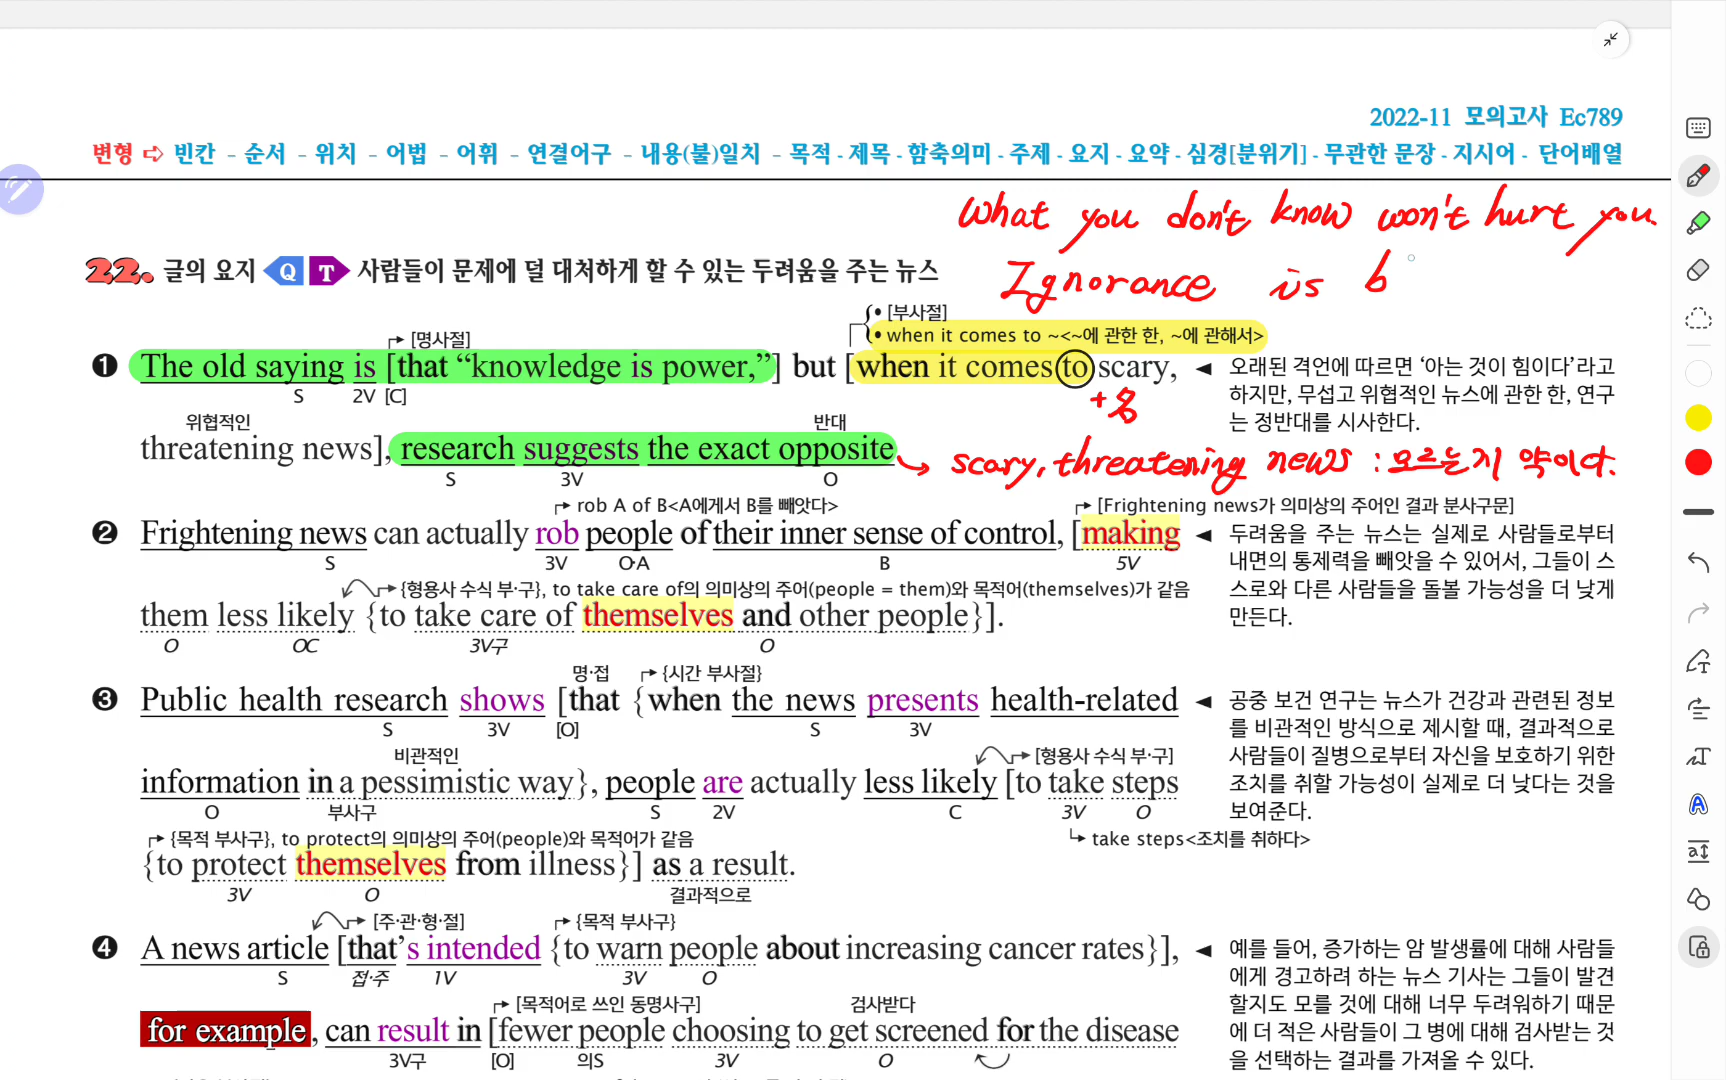 2022-11 모의고사 Ec789
변형 ➪ 빈칸 - 순서 - 위치 - 어법 - 어휘 - 연결어구 - 내용(불)일치 - 목적 - 제목 - 함축의미 - 주제 - 요지 - 요약 - 심경[분위기] - 무관한 문장 - 지시어 - 단어배열
What you don't know won't hurt you
22. 글의 요지 Q T 사람들이 문제에 덜 대처하게 할 수 있는 두려움을 주는 뉴스
Ignorance is b
• [부사절]
[명사절] • when it comes to ~<~에 관한 한, ~에 관해서>
❶ The old saying is [that “knowledge is power,”] but [when it comes to scary,
S 2V [C]
+ 名
위협적인 반대
threatening news], research suggests the exact opposite
S 3V O
scary, threatening news : 모르는지 약이다.
◄ 오래된 격언에 따르면 ‘아는 것이 힘이다’라고
하지만, 무섭고 위협적인 뉴스에 관한 한, 연구
는 정반대를 시사한다.
rob A of B<A에게서 B를 빼앗다> [Frightening news가 의미상의 주어인 결과 분사구문]
❷ Frightening news can actually rob people of their inner sense of control, [making
S 3V O·A B 5V
{형용사 수식 부·구}, to take care of의 의미상의 주어(people = them)와 목적어(themselves)가 같음
them less likely {to take care of themselves and other people}].
O OC 3V구 O
◄ 두려움을 주는 뉴스는 실제로 사람들로부터
내면의 통제력을 빼앗을 수 있어서, 그들이 스
스로와 다른 사람들을 돌볼 가능성을 더 낮게
만든다.
명·접 {시간 부사절}
❸ Public health research shows [that {when the news presents health-related
S 3V [O] S 3V
비관적인 [형용사 수식 부·구]
information in a pessimistic way}, people are actually less likely [to take steps
O 부사구 S 2V C 3V O
{목적 부사구}, to protect의 의미상의 주어(people)와 목적어가 같음 take steps<조치를 취하다>
{to protect themselves from illness}] as a result.
3V O 결과적으로
◄ 공중 보건 연구는 뉴스가 건강과 관련된 정보
를 비관적인 방식으로 제시할 때, 결과적으로
사람들이 질병으로부터 자신을 보호하기 위한
조치를 취할 가능성이 실제로 더 낮다는 것을
보여준다.
[주·관·형·절] {목적 부사구}
❹ A news article [that’s intended {to warn people about increasing cancer rates}],
S 접·주 1V 3V O
[목적어로 쓰인 동명사구] 검사받다
for example, can result in [fewer people choosing to get screened for the disease
3V구 [O] 의S 3V O
◄ 예를 들어, 증가하는 암 발생률에 대해 사람들
에게 경고하려 하는 뉴스 기사는 그들이 발견
할지도 모를 것에 대해 너무 두려워하기 때문
에 더 적은 사람들이 그 병에 대해 검사받는 것
을 선택하는 결과를 가져올 수 있다.